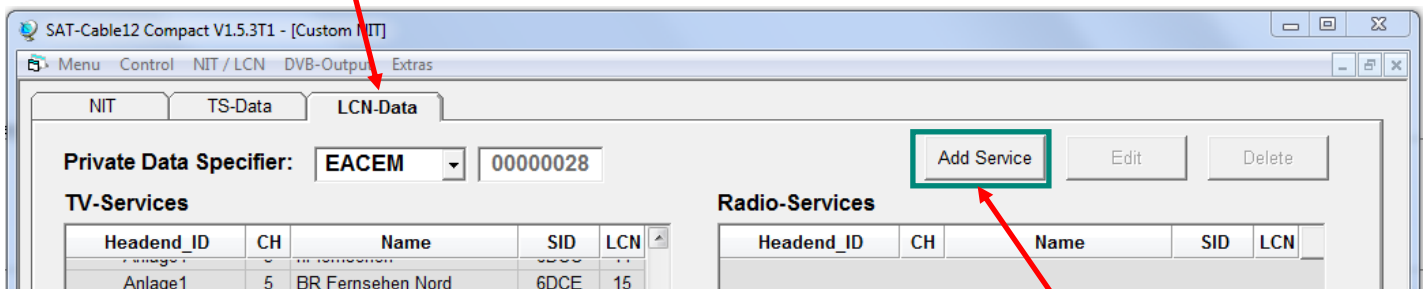 SAT-Cable12 Compact V1.5.3T1 - [Custom NIT]
Menu Control NIT / LCN DVB-Output Extras
NIT TS-Data LCN-Data
Private Data Specifier: EACEM 00000028 Add Service Edit Delete
TV-Services Radio-Services
Headend_ID CH Name SID LCN Headend_ID CH Name SID LCN
Anlage1 5 BR Fernsehen Nord 6DCE 15